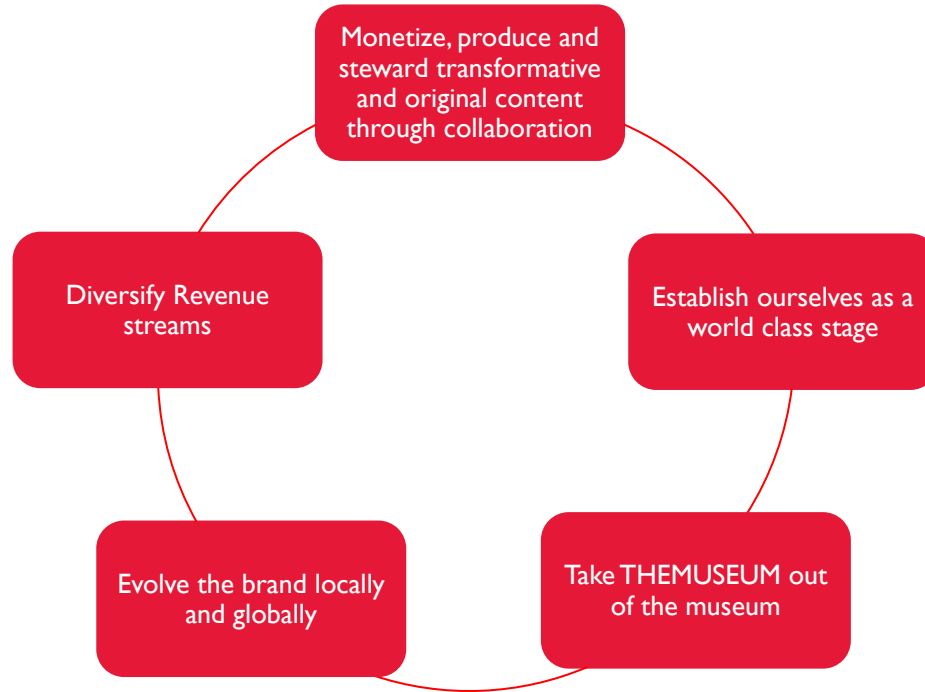 Monetize, produce and
steward transformative
and original content
through collaboration
Establish ourselves as a
world class stage
Take THEMUSEUM out
of the museum
Evolve the brand locally
and globally
Diversify Revenue
streams